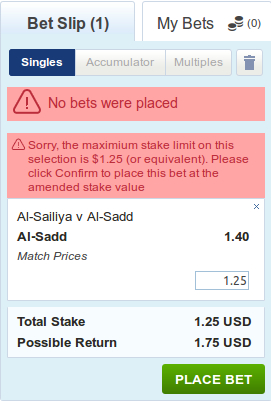 Bet Slip (1) My Bets (0)
Singles Accumulator Multiples
No bets were placed
Sorry, the maximium stake limit on this
selection is $1.25 (or equivalent). Please
click Confirm to place this bet at the
amended stake value
Al-Sailiya v Al-Sadd x
Al-Sadd 1.40
Match Prices
1.25
Total Stake 1.25 USD
Possible Return 1.75 USD
PLACE BET